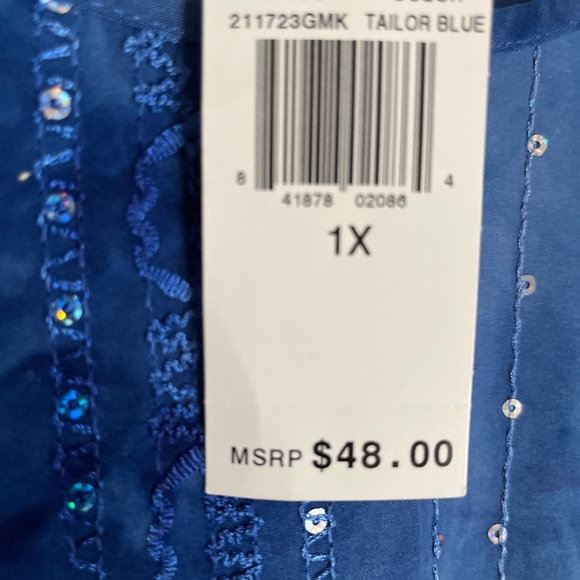 211723GMK TAILOR BLUE
8 41878 02086 4
1X
MSRP $48.00